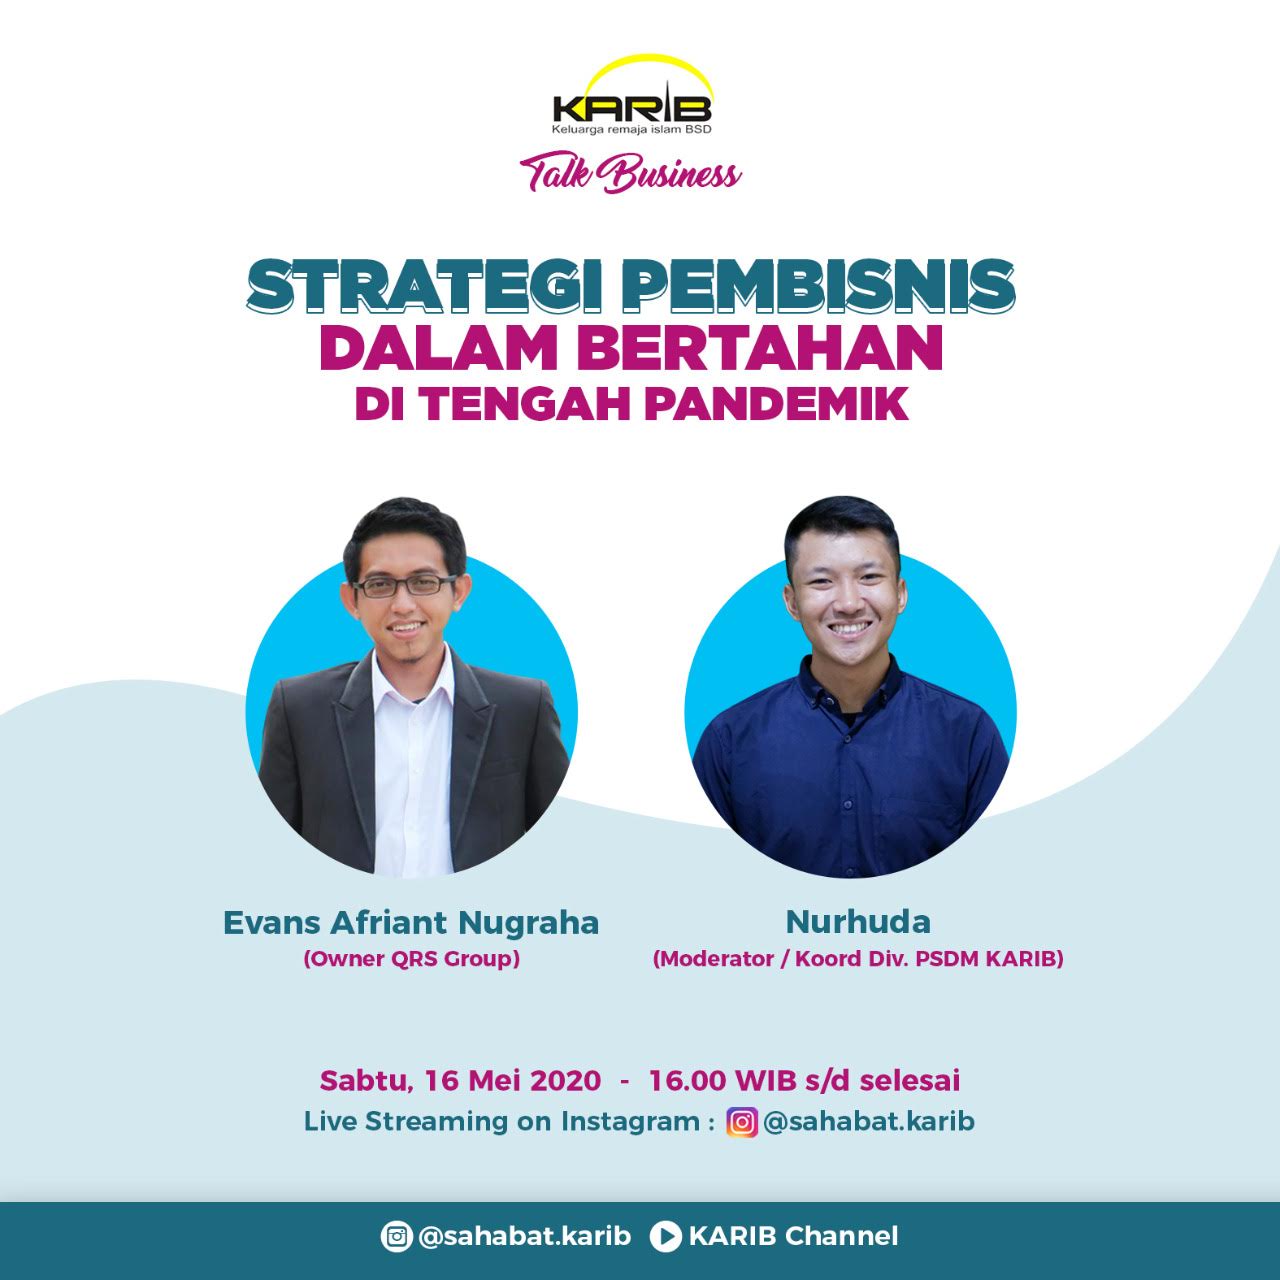 KARIB
Keluarga remaja islam BSD
Talk Business
STRATEGI PEMBISNIS
DALAM BERTAHAN
DI TENGAH PANDEMIK
Evans Afriant Nugraha
(Owner QRS Group)
Nurhuda
(Moderator / Koord Div. PSDM KARIB)
Sabtu, 16 Mei 2020 - 16.00 WIB s/d selesai
Live Streaming on Instagram : @sahabat.karib
@sahabat.karib KARIB Channel